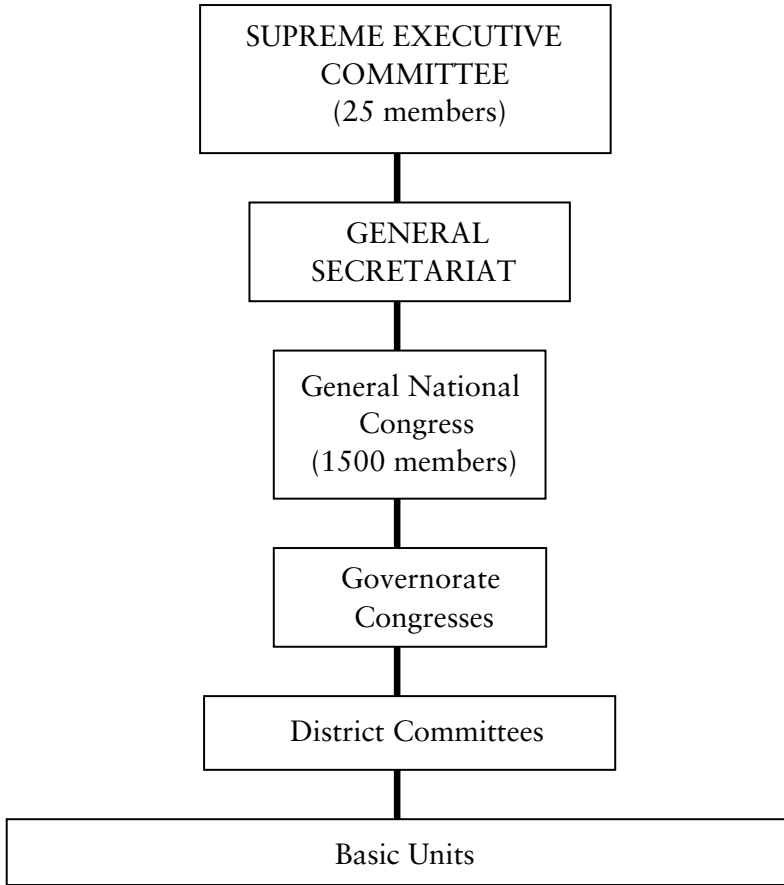 SUPREME EXECUTIVE
COMMITTEE
(25 members)
GENERAL
SECRETARIAT
General National
Congress
(1500 members)
Governorate
Congresses
District Committees
Basic Units